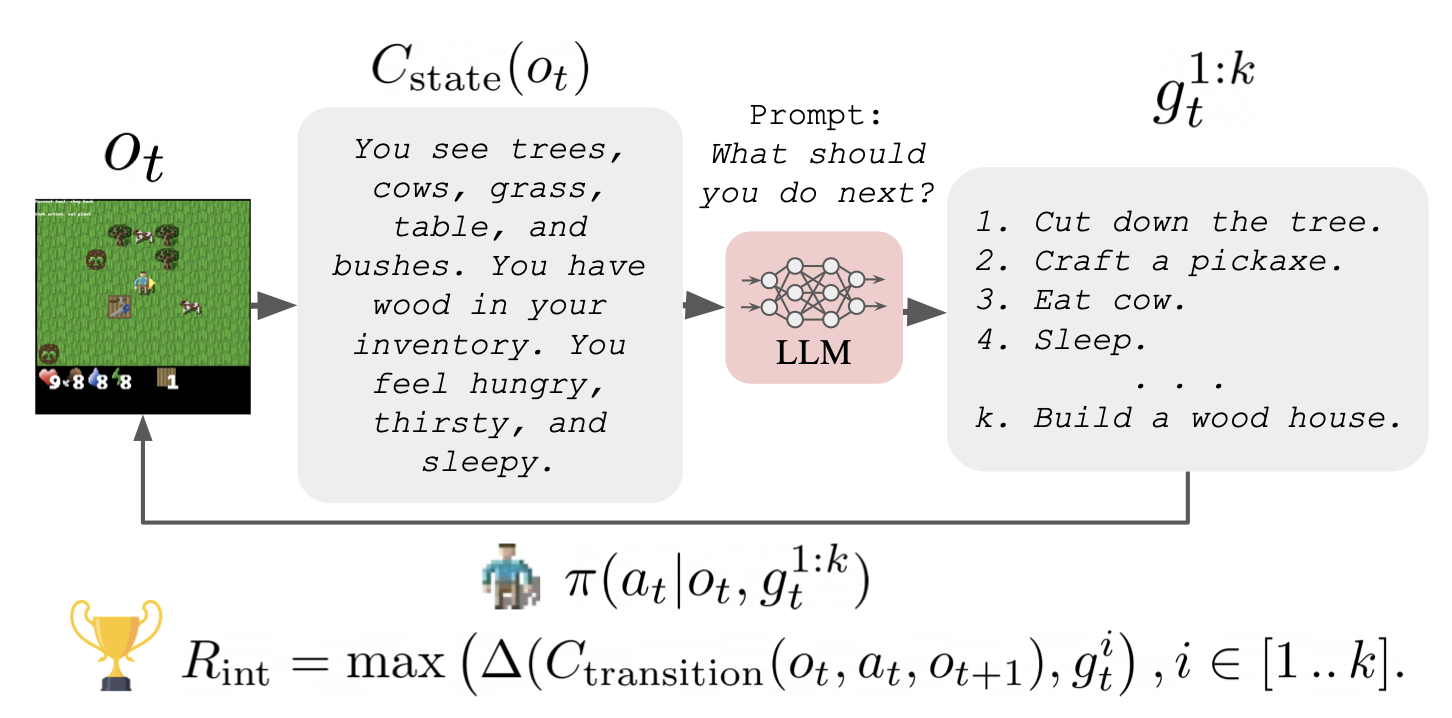 $C_{\text{state}}(o_t)$
$g_t^{1:k}$
$o_t$
You see trees,
cows, grass,
table, and
bushes. You have
wood in your
inventory. You
feel hungry,
thirsty, and
sleepy.
Prompt:
What should
you do next?
LLM
1. Cut down the tree.
2. Craft a pickaxe.
3. Eat cow.
4. Sleep.
. . .
k. Build a wood house.
9 8 8 8 1
$\pi(a_t|o_t, g_t^{1:k})$
$R_{\text{int}} = \max\left(\Delta(C_{\text{transition}}(o_t, a_t, o_{t+1}), g_t^i\right), i \in [1 .. k].$